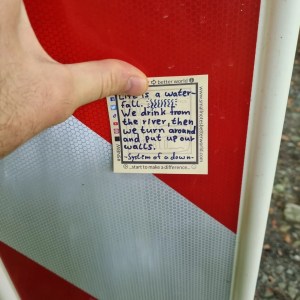 better world
Life is a water-
fall.
We drink from
the river, then
we turn around
and put up our
walls.
-System of a down-
...start to make a difference...